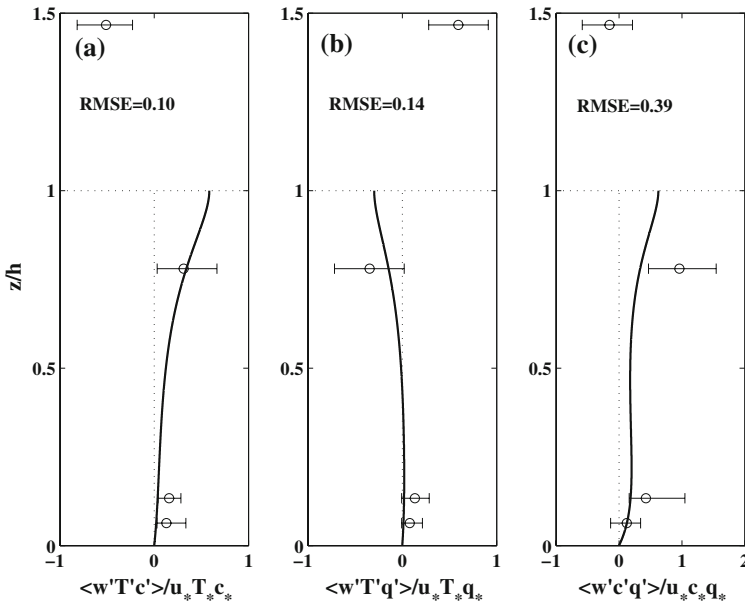 1.5
(a)
RMSE=0.10
1
z/h
0.5
0
-1
0
1
<w'T'c'>/u*T*c*
1.5
(b)
RMSE=0.14
1
0.5
0
-1
0
1
<w'T'q'>/u*T*q*
1.5
(c)
RMSE=0.39
1
0.5
0
-1
0
1
2
<w'c'q'>/u*c*q*